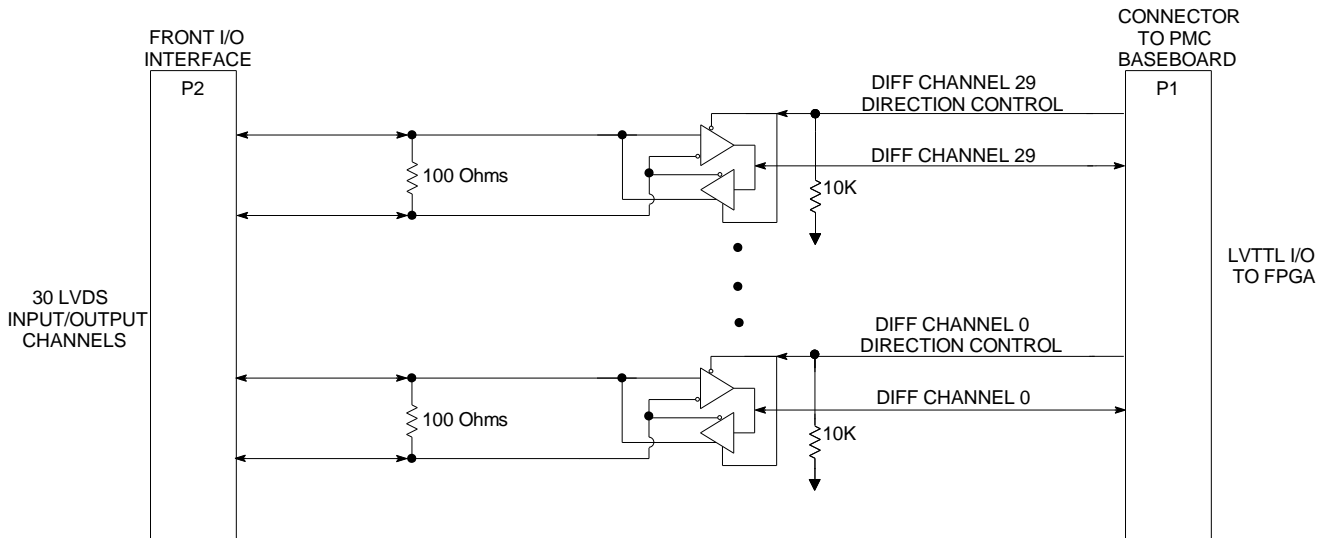 FRONT I/O
INTERFACE
P2
CONNECTOR
TO PMC
BASEBOARD
P1
DIFF CHANNEL 29
DIRECTION CONTROL
DIFF CHANNEL 29
100 Ohms
10K
30 LVDS
INPUT/OUTPUT
CHANNELS
LVTTL I/O
TO FPGA
DIFF CHANNEL 0
DIRECTION CONTROL
DIFF CHANNEL 0
100 Ohms
10K